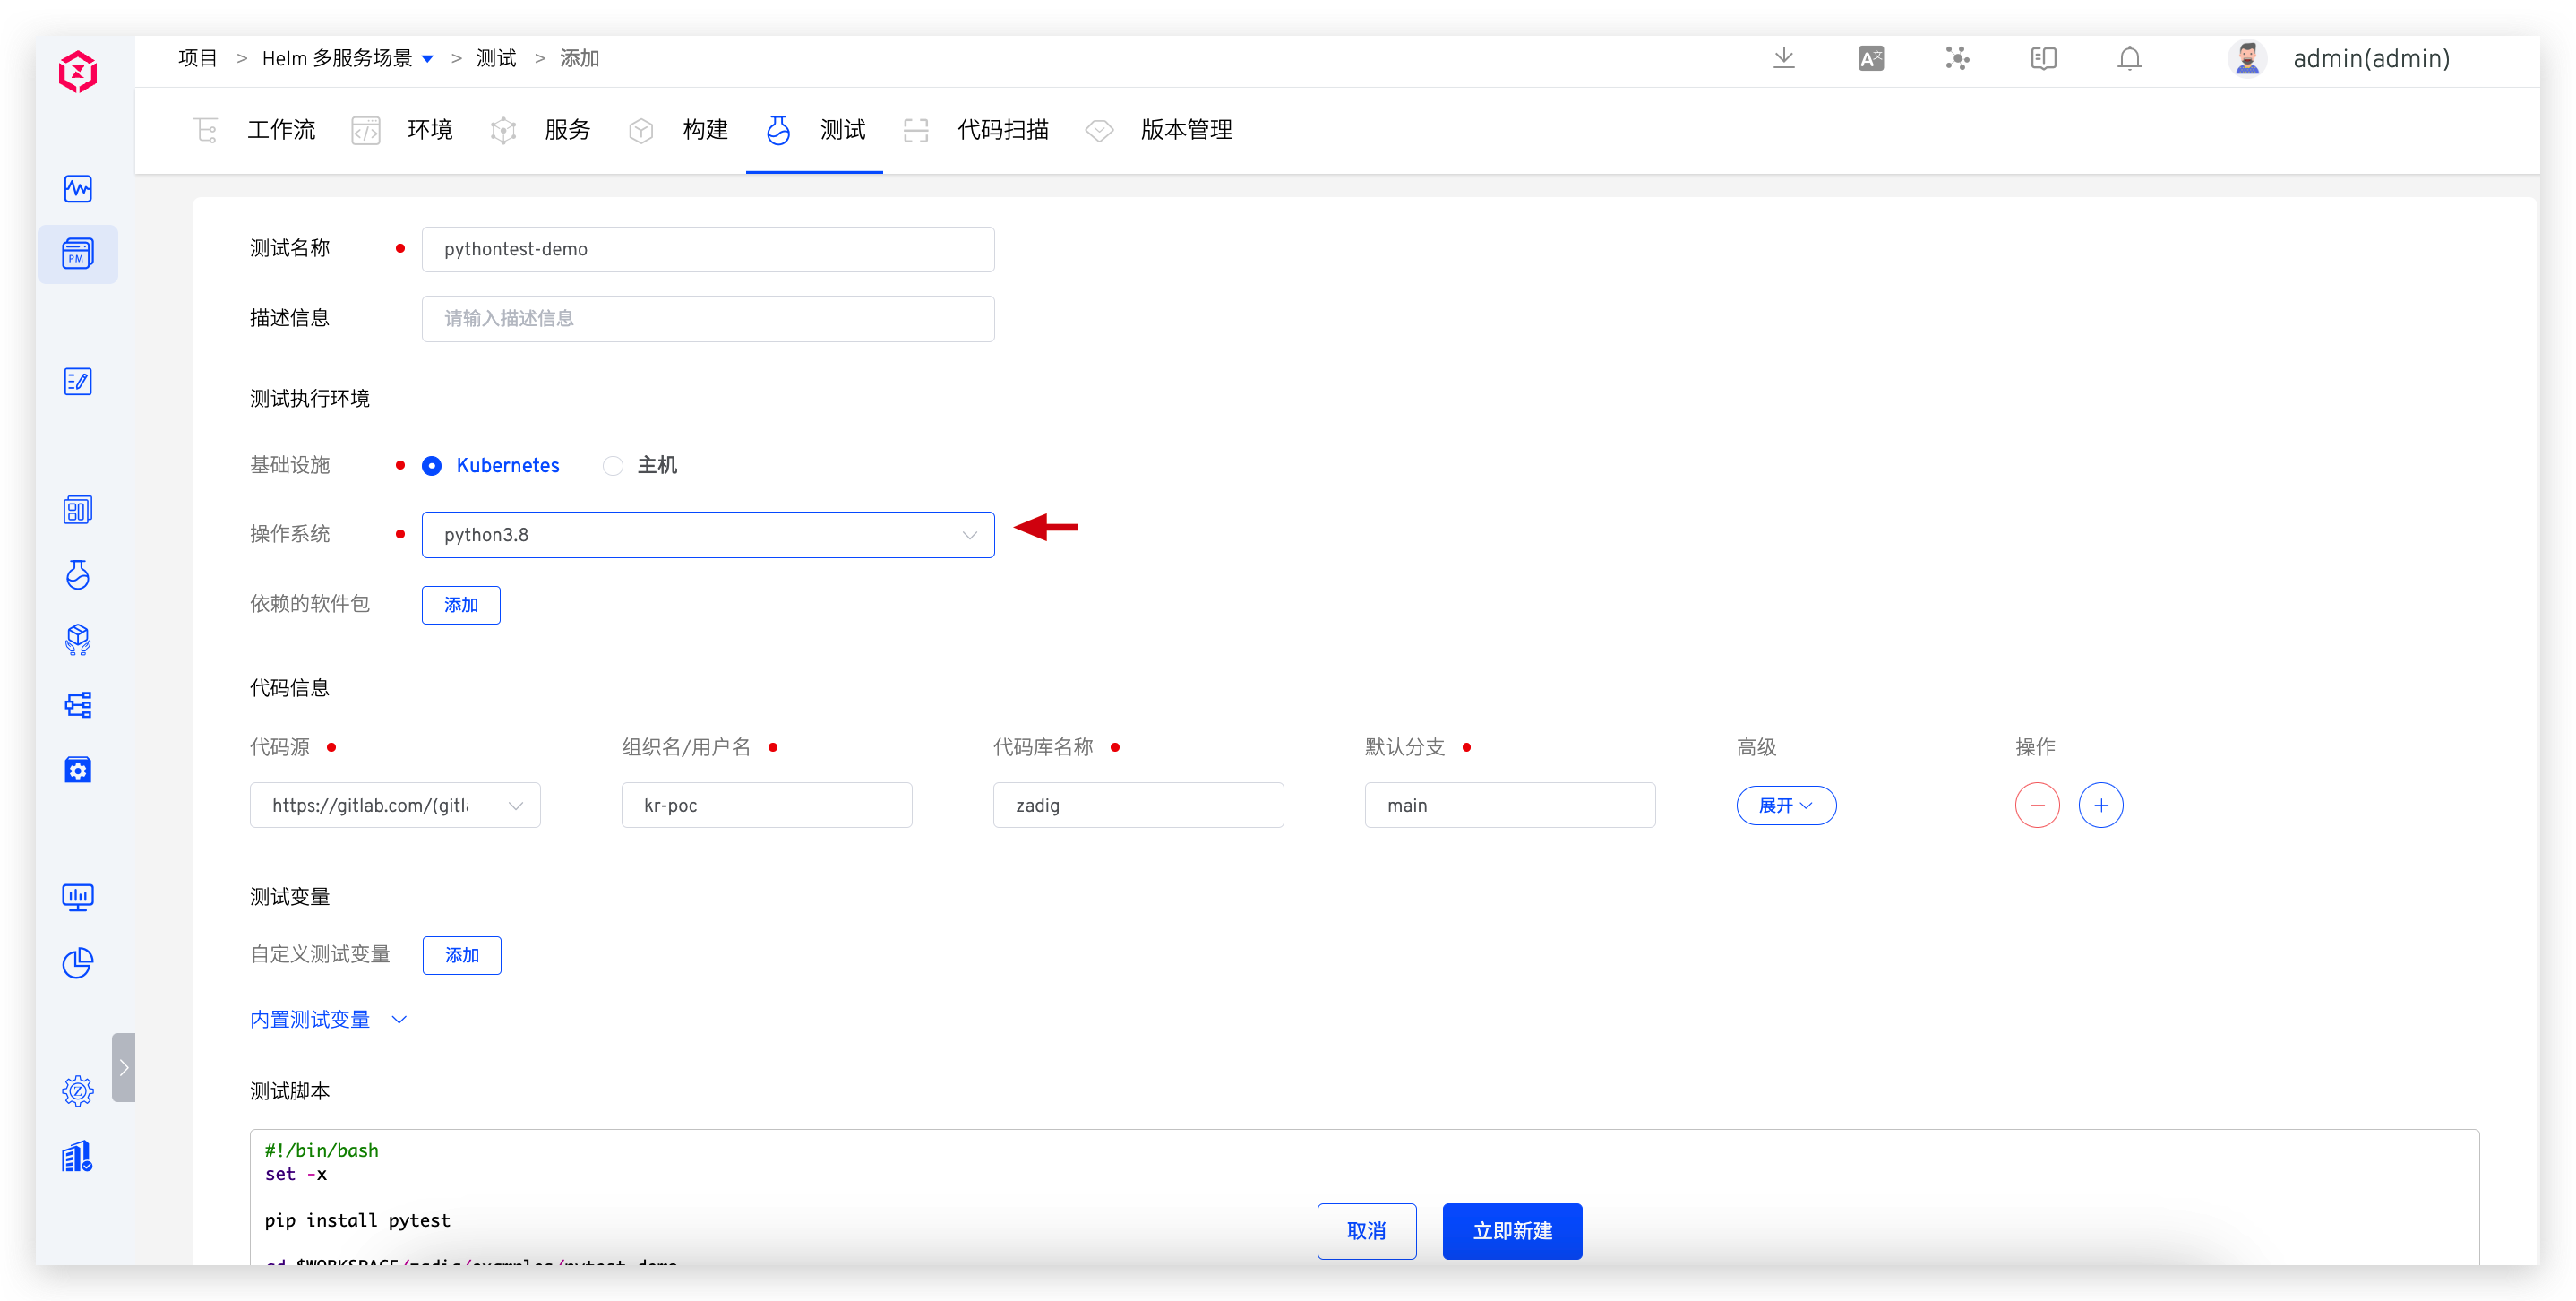 项目 > Helm 多服务场景 > 测试 > 添加
admin(admin)
工作流 环境 服务 构建 测试 代码扫描 版本管理
PM
测试名称 pythontest-demo
描述信息 请输入描述信息
测试执行环境
基础设施 Kubernetes 主机
操作系统 python3.8
依赖的软件包 添加
代码信息
代码源 组织名/用户名 代码库名称 默认分支 高级 操作
https://gitlab.com/(gitl kr-poc zadig main 展开
测试变量
自定义测试变量 添加
内置测试变量
测试脚本
#!/bin/bash
set -x
pip install pytest
取消 立即新建
cd $WORKSPACE/zadig/examples/pytest-demo